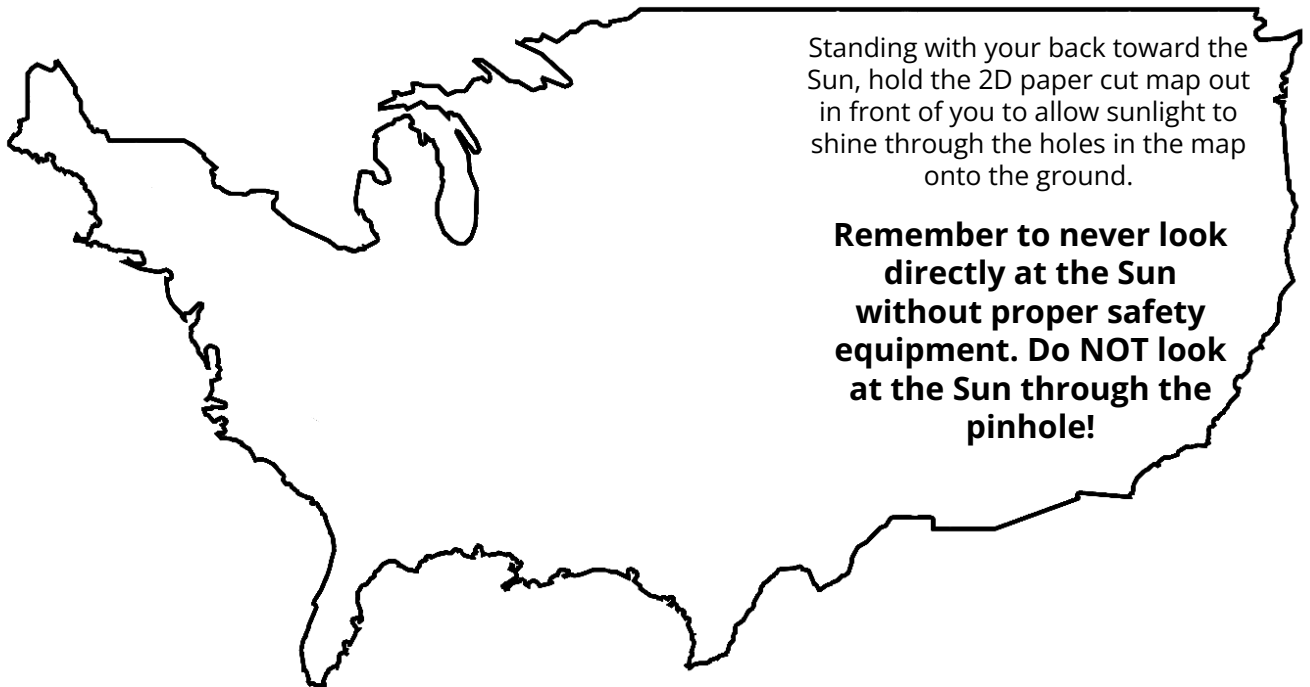 Standing with your back toward the
Sun, hold the 2D paper cut map out
in front of you to allow sunlight to
shine through the holes in the map
onto the ground.
Remember to never look
directly at the Sun
without proper safety
equipment. Do NOT look
at the Sun through the
pinhole!